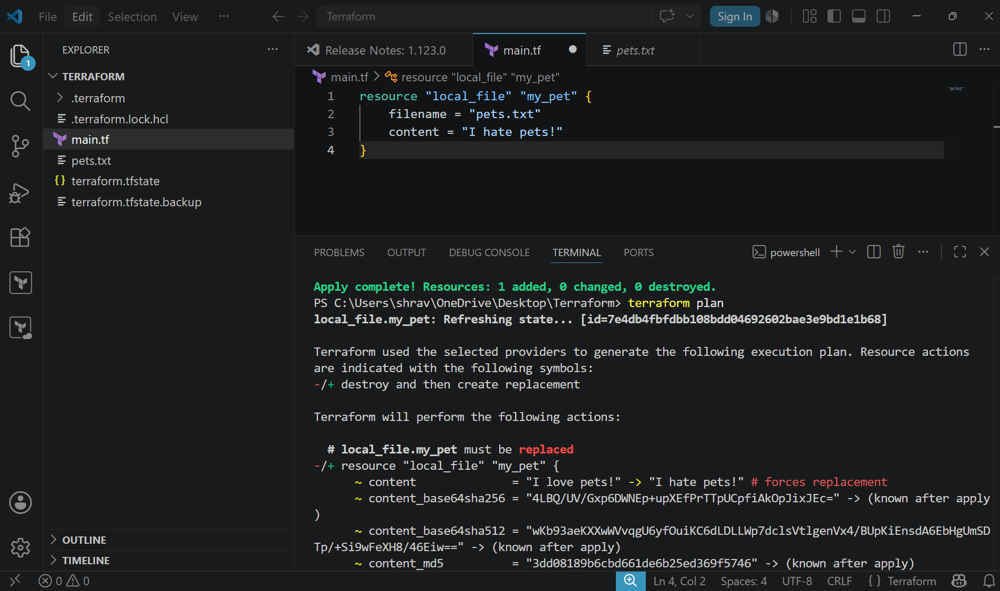 File Edit Selection View ··· Terraform Sign In
EXPLORER ···
1
TERRAFORM
.terraform
.terraform.lock.hcl
main.tf
pets.txt
terraform.tfstate
terraform.tfstate.backup
OUTLINE
TIMELINE
Release Notes: 1.123.0 main.tf pets.txt ···
main.tf > resource "local_file" "my_pet"
1 resource "local_file" "my_pet" {
2 filename = "pets.txt"
3 content = "I hate pets!"
4 }
PROBLEMS OUTPUT DEBUG CONSOLE TERMINAL PORTS powershell ···
Apply complete! Resources: 1 added, 0 changed, 0 destroyed.
PS C:\Users\shrav\OneDrive\Desktop\Terraform> terraform plan
local_file.my_pet: Refreshing state... [id=7e4db4fbfdbb108bdd04692602bae3e9bd1e1b68]
Terraform used the selected providers to generate the following execution plan. Resource actions
are indicated with the following symbols:
-/+ destroy and then create replacement
Terraform will perform the following actions:
# local_file.my_pet must be replaced
-/+ resource "local_file" "my_pet" {
~ content = "I love pets!" -> "I hate pets!" # forces replacement
~ content_base64sha256 = "4LBQ/UV/Gxp6DWNEp+upXEfPrTTpUCpfiAkOpJixJEc=" -> (known after apply
)
~ content_base64sha512 = "wKb93aeKXXwWVvqgU6yfOuiKC6dLDLLWp7dclsVtlgenVx4/BUpKiEnsdA6EbHgUmSD
Tp/+Si9wFeXH8/46Eiw==" -> (known after apply)
~ content_md5 = "3dd08189b6cbd661de6b25ed369f5746" -> (known after apply)
0 0 Ln 4, Col 2 Spaces: 4 UTF-8 CRLF {} Terraform